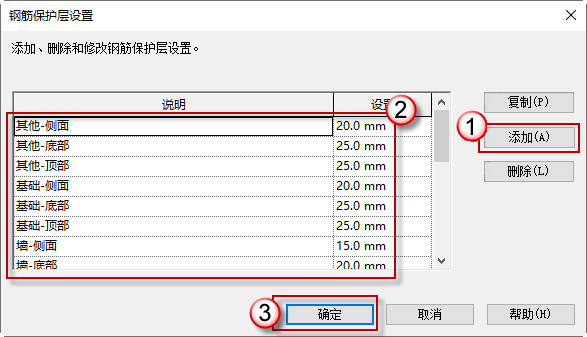 钢筋保护层设置
添加、删除和修改钢筋保护层设置。
说明 设置
其他-侧面 20.0 mm
其他-底部 25.0 mm
其他-顶部 25.0 mm
基础-侧面 20.0 mm
基础-底部 25.0 mm
基础-顶部 25.0 mm
墙-侧面 15.0 mm
墙-底部 20.0 mm
2
复制(P)
1
添加(A)
删除(L)
3
确定 取消 帮助(H)